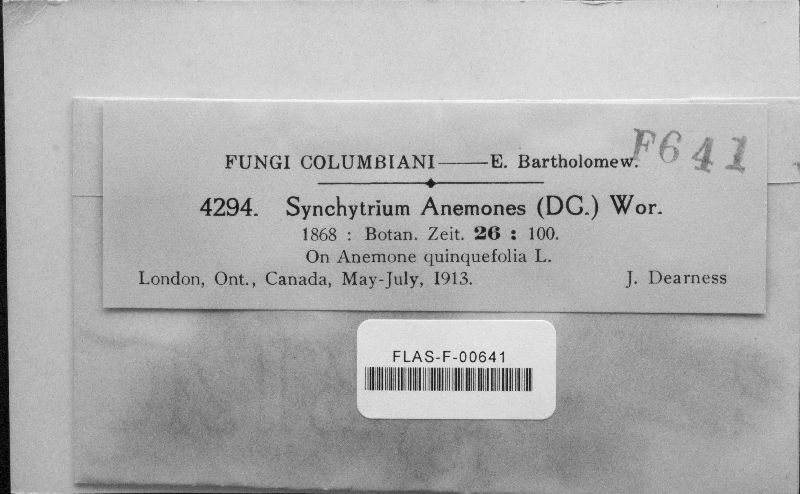 FUNGI COLUMBIANI——E. Bartholomew.
F641
4294. Synchytrium Anemones (DC.) Wor.
1868 : Botan. Zeit. 26 : 100.
On Anemone quinquefolia L.
London, Ont., Canada, May-July, 1913. J. Dearness
FLAS-F-00641